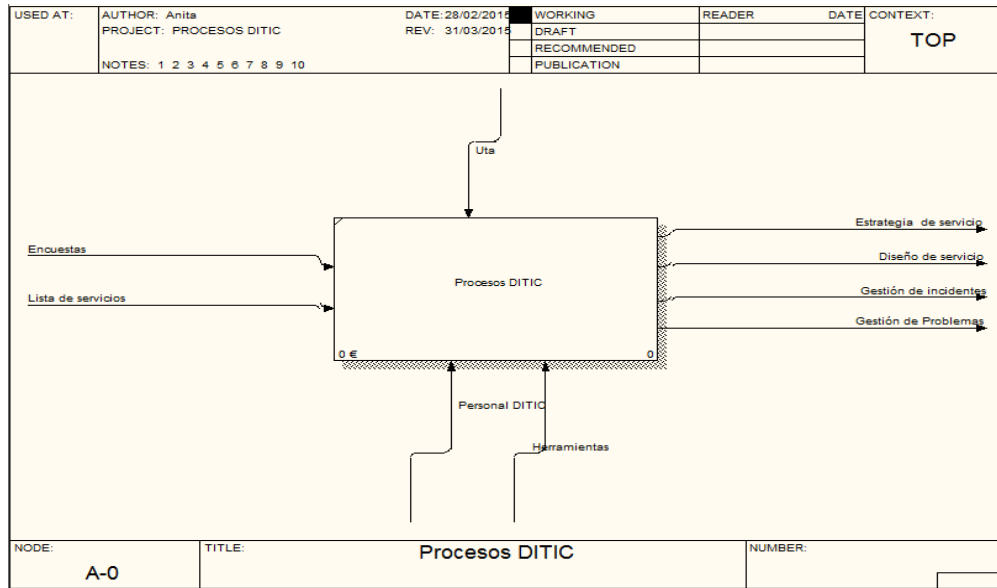 USED AT:
AUTHOR: Anita
DATE: 28/02/2015
WORKING
READER
DATE
CONTEXT:
PROJECT: PROCESOS DITIC
REV: 31/03/2015
DRAFT
TOP
RECOMMENDED
NOTES: 1 2 3 4 5 6 7 8 9 10
PUBLICATION
Uta
Encuestas
Lista de servicios
Procesos DITIC
0 €
0
Estrategia de servicio
Diseño de servicio
Gestión de incidentes
Gestión de Problemas
Personal DITIC
Herramientas
NODE:
A-0
TITLE:
Procesos DITIC
NUMBER: